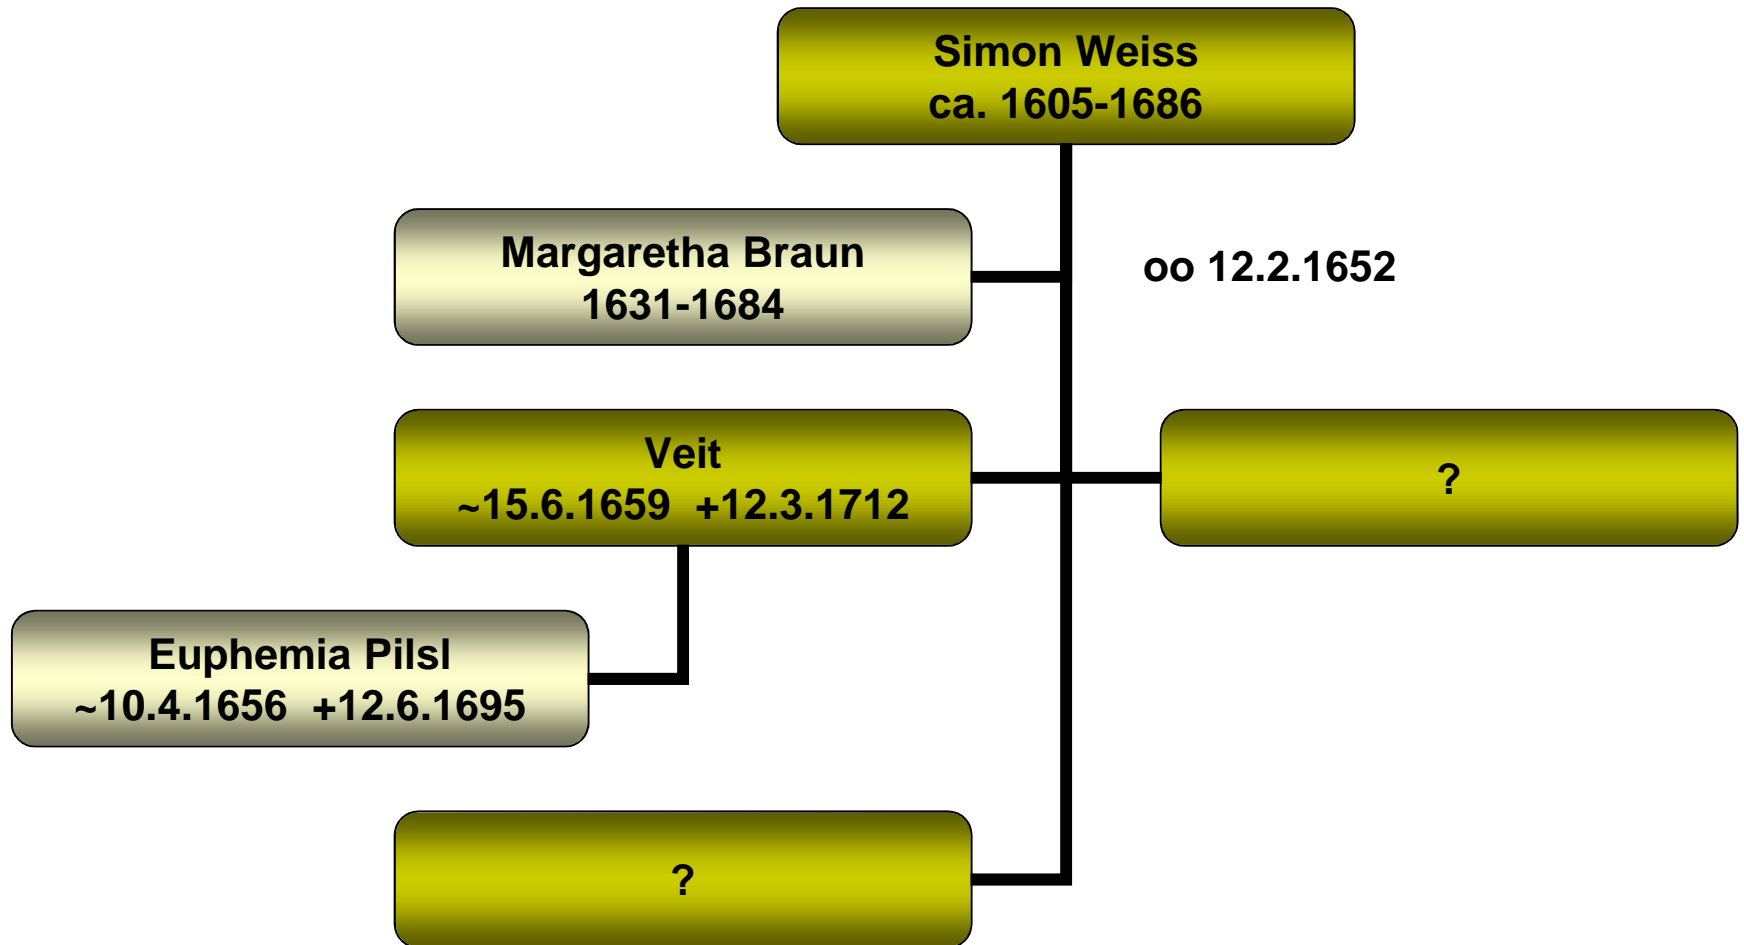 Simon Weiss
ca. 1605-1686
Margaretha Braun
1631-1684
oo 12.2.1652
Veit
~15.6.1659 +12.3.1712
?
Euphemia Pilsl
~10.4.1656 +12.6.1695
?